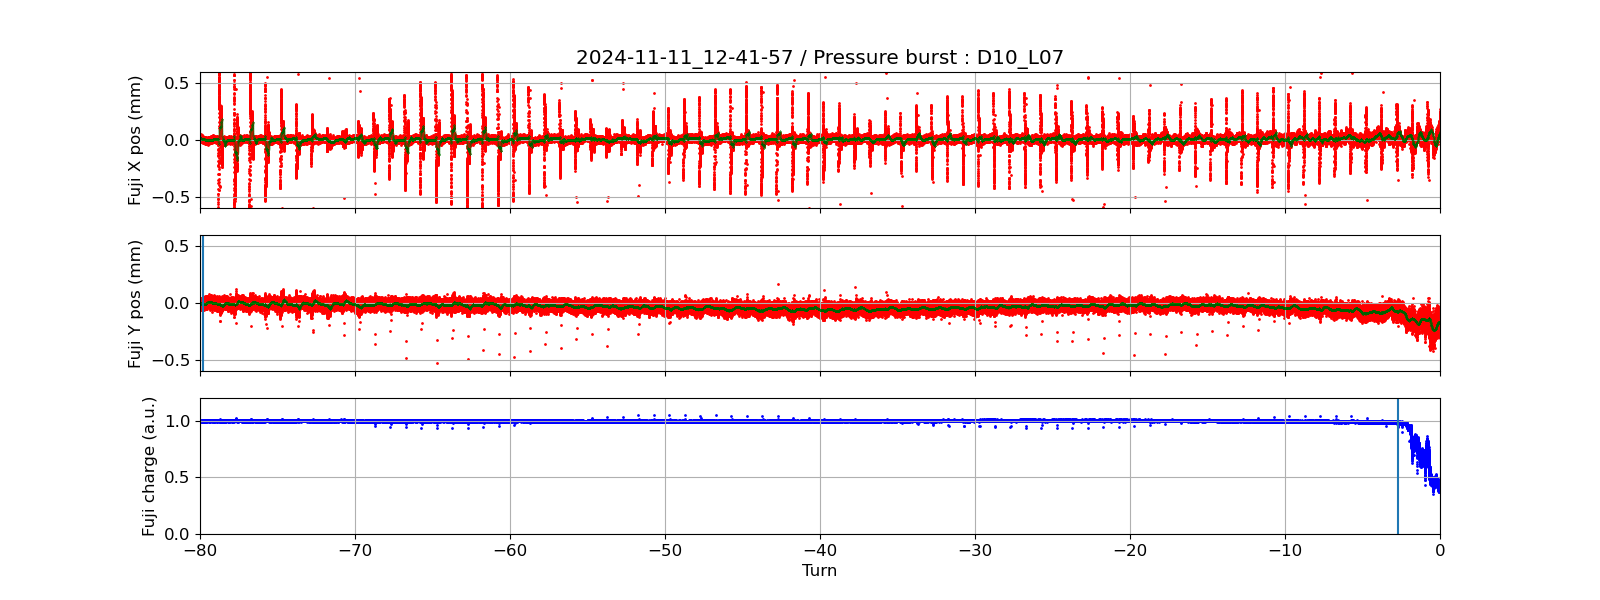 2024-11-11_12-41-57 / Pressure burst : D10_L07
Fuji X pos (mm)
0.5
0.0
−0.5
Fuji Y pos (mm)
0.5
0.0
−0.5
Fuji charge (a.u.)
1.0
0.5
0.0
−80 −70 −60 −50 −40 −30 −20 −10 0
Turn